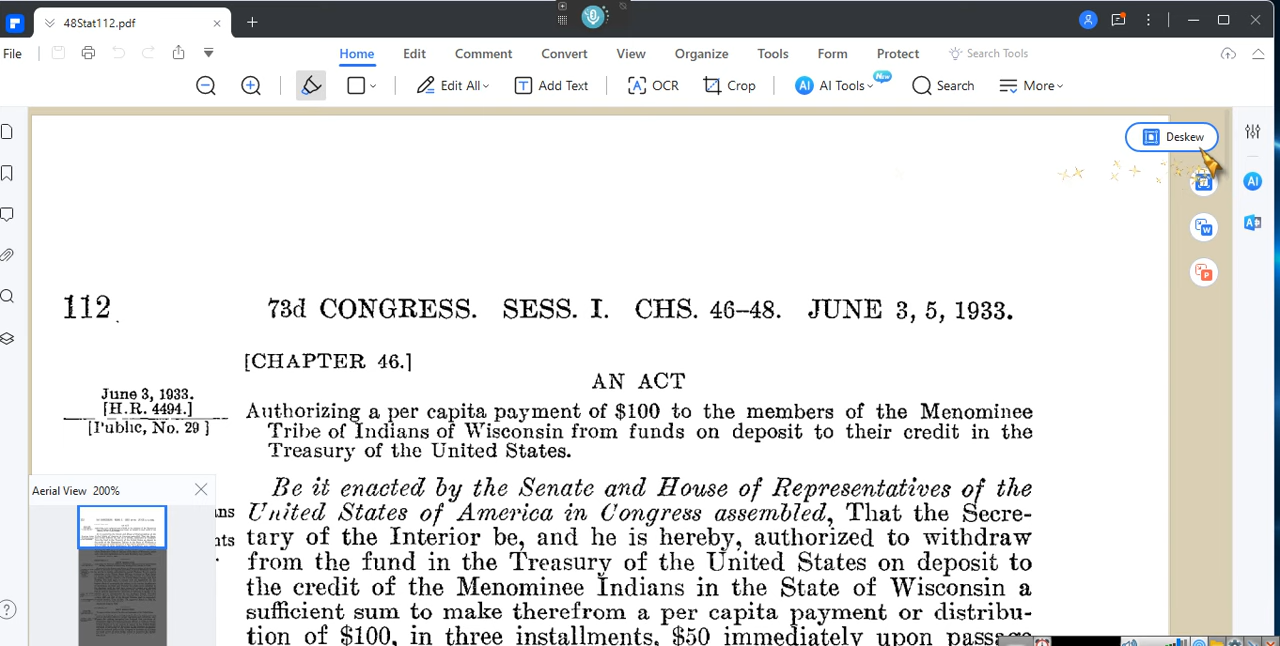 48Stat112.pdf
File
Home Edit Comment Convert View Organize Tools Form Protect Search Tools
Edit All Add Text OCR Crop AI AI Tools New Search More
Deskew
AI
112
73d CONGRESS. SESS. I. CHS. 46–48. JUNE 3, 5, 1933.
[CHAPTER 46.]
AN ACT
June 3, 1933.
[H.R. 4494.]
[Public, No. 29 ]
Authorizing a per capita payment of $100 to the members of the Menominee
Tribe of Indians of Wisconsin from funds on deposit to their credit in the
Treasury of the United States.
Aerial View 200%
Be it enacted by the Senate and House of Representatives of the
ns United States of America in Congress assembled, That the Secre-
nts tary of the Interior be, and he is hereby, authorized to withdraw
from the fund in the Treasury of the United States on deposit to
the credit of the Menominee Indians in the State of Wisconsin a
sufficient sum to make therefrom a per capita payment or distribu-
tion of $100, in three installments, $50 immediately upon passage